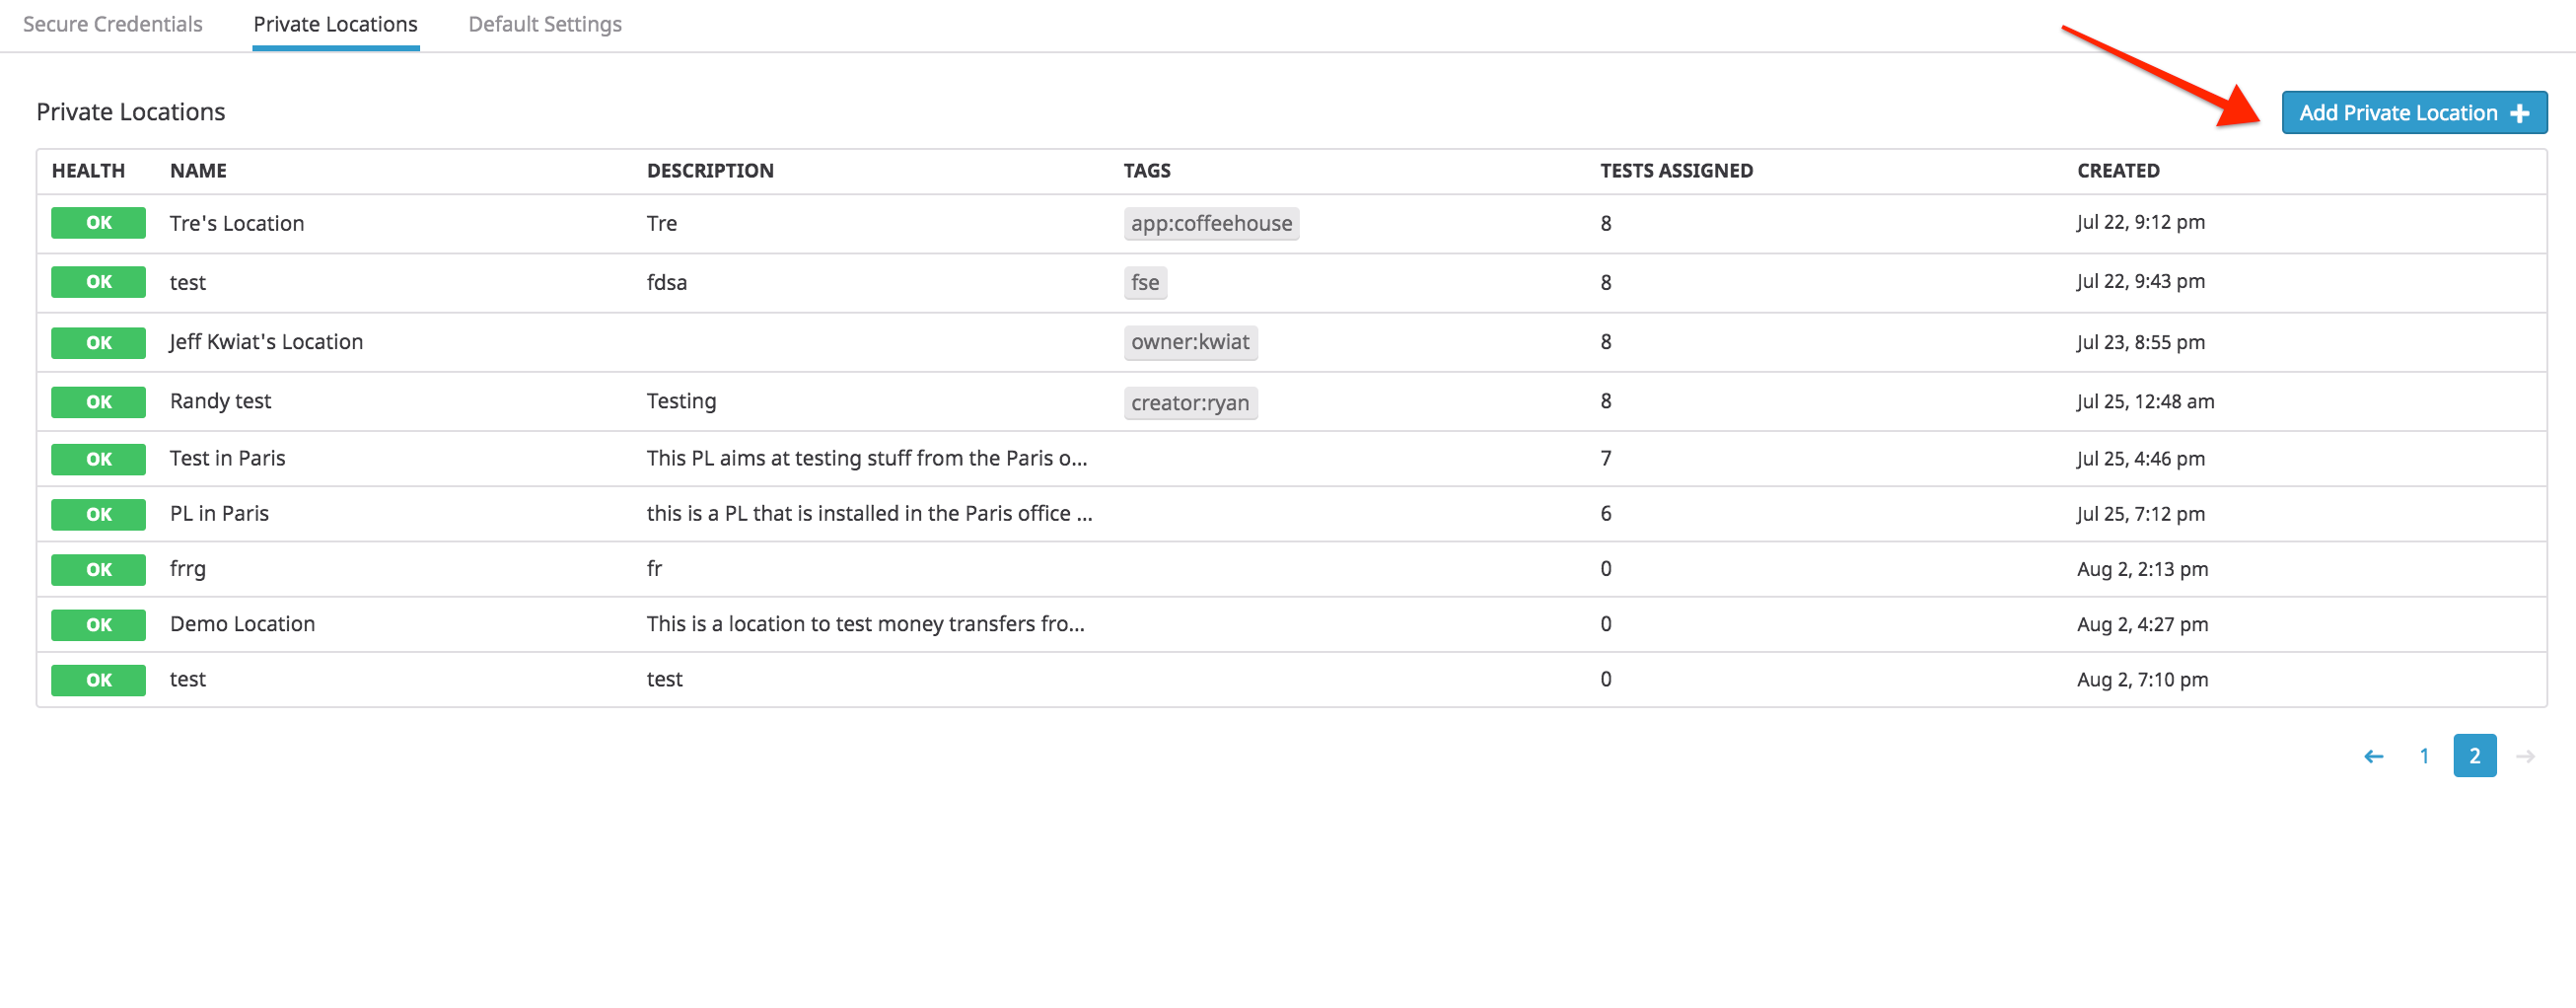 Secure Credentials Private Locations Default Settings
Private Locations Add Private Location
HEALTH NAME DESCRIPTION TAGS TESTS ASSIGNED CREATED
OK Tre's Location Tre app:coffeehouse 8 Jul 22, 9:12 pm
OK test fdsa fse 8 Jul 22, 9:43 pm
OK Jeff Kwiat's Location owner:kwiat 8 Jul 23, 8:55 pm
OK Randy test Testing creator:ryan 8 Jul 25, 12:48 am
OK Test in Paris This PL aims at testing stuff from the Paris o... 7 Jul 25, 4:46 pm
OK PL in Paris this is a PL that is installed in the Paris office ... 6 Jul 25, 7:12 pm
OK frrg fr 0 Aug 2, 2:13 pm
OK Demo Location This is a location to test money transfers fro... 0 Aug 2, 4:27 pm
OK test test 0 Aug 2, 7:10 pm
← 1 2 →